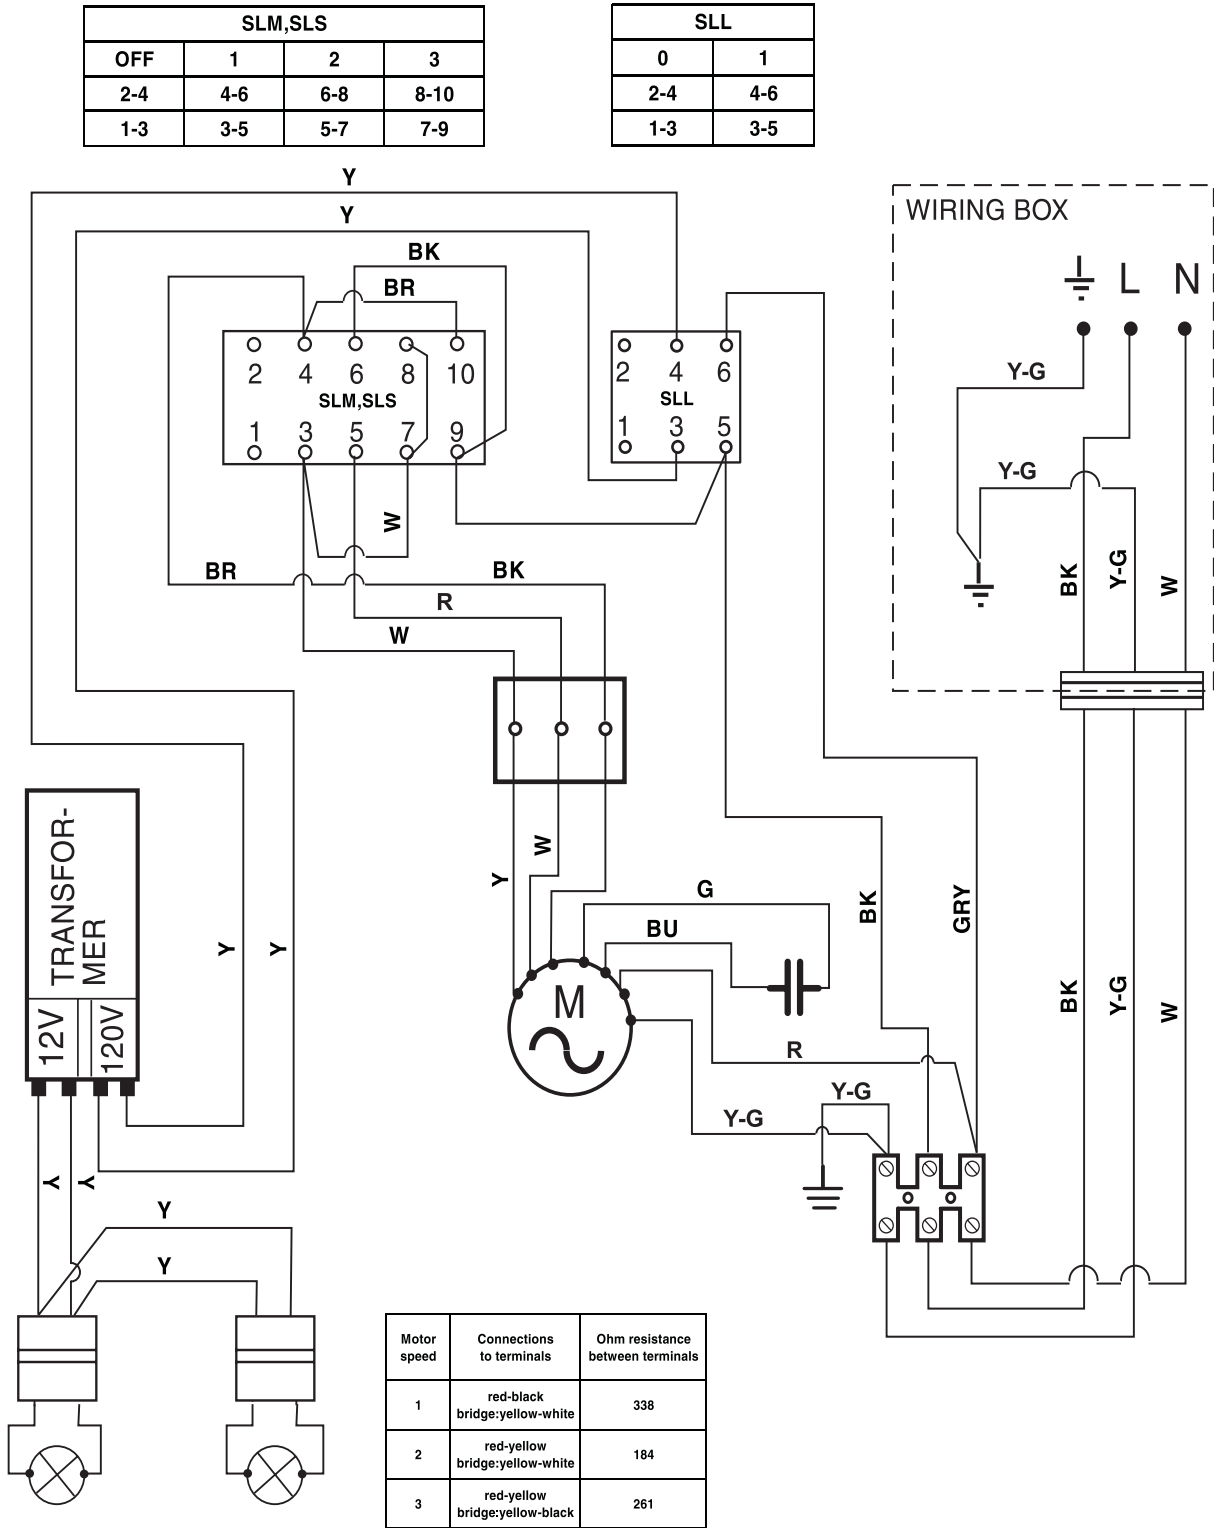 SLM,SLS
OFF 1 2 3
2-4 4-6 6-8 8-10
1-3 3-5 5-7 7-9
SLL
0 1
2-4 4-6
1-3 3-5
Y
Y
BK
BR
2 4 6 8 10
SLM,SLS
1 3 5 7 9
2 4 6
SLL
1 3 5
WIRING BOX
L N
Y-G
Y-G
BK
Y-G
W
W
BR
BK
R
W
TRANSFOR-
MER
12V
120V
Y
Y
Y
W
G
BU
M
R
Y-G
Y-G
BK
GRY
BK
Y-G
W
Y
Y
Y
Y
Motor
speed
Connections
to terminals
Ohm resistance
between terminals
1
red-black
bridge:yellow-white
338
2
red-yellow
bridge:yellow-white
184
3
red-yellow
bridge:yellow-black
261